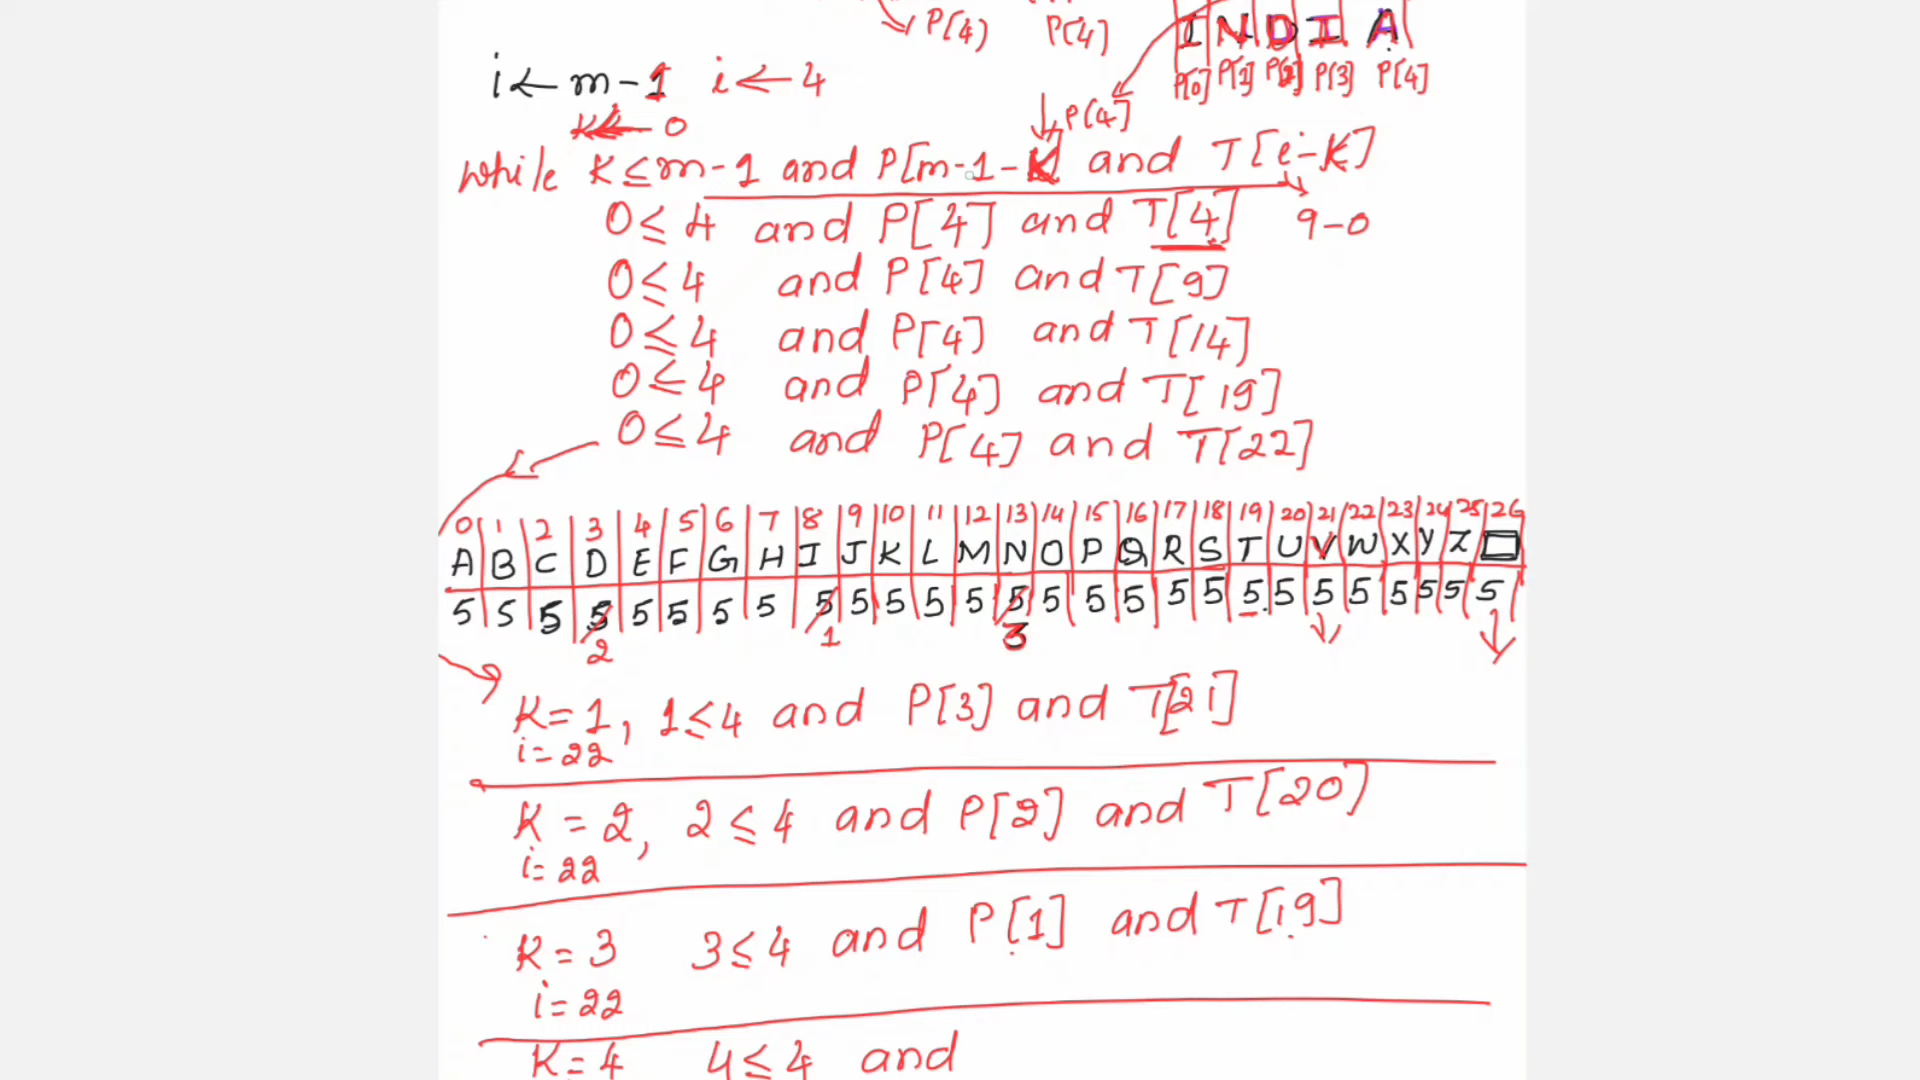 P[4] P[4] I N D I A
P[0] P[1] P[2] P[3] P[4]
i ← m-1 i ← 4
K ← 0
P[4]
while K ≤ m-1 and P[m-1-K] and T[i-K]
0 ≤ 4 and P[4] and T[4] 9-0
0 ≤ 4 and P[4] and T[9]
0 ≤ 4 and P[4] and T[14]
0 ≤ 4 and P[4] and T[19]
0 ≤ 4 and P[4] and T[22]
0 1 2 3 4 5 6 7 8 9 10 11 12 13 14 15 16 17 18 19 20 21 22 23 24 25 26
A B C D E F G H I J K L M N O P Q R S T U V W X Y Z
5 5 5 5 5 5 5 5 5 5 5 5 5 5 5 5 5 5 5 5 5 5 5 5 5 5 5
2 1 3
K=1, 1 ≤ 4 and P[3] and T[21]
i=22
K=2, 2 ≤ 4 and P[2] and T[20]
i=22
K=3 3 ≤ 4 and P[1] and T[19]
i=22
K=4 4 ≤ 4 and